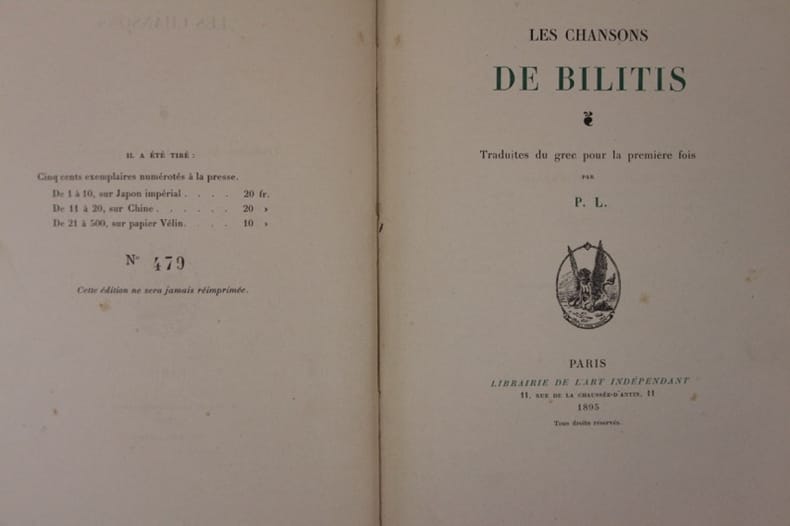 IL A ÉTÉ TIRÉ :
Cinq cents exemplaires numérotés à la presse.
De 1 à 10, sur Japon impérial . . . . 20 fr.
De 11 à 20, sur Chine . . . . . . 20 »
De 21 à 500, sur papier Vélin . . . . 10 »
N° 479
Cette édition ne sera jamais réimprimée.
LES CHANSONS
DE BILITIS
Traduites du grec pour la première fois
PAR
P. L.
PARIS
LIBRAIRIE DE L'ART INDÉPENDANT
11, RUE DE LA CHAUSSÉE-D'ANTIN, 11
1895
Tous droits réservés.